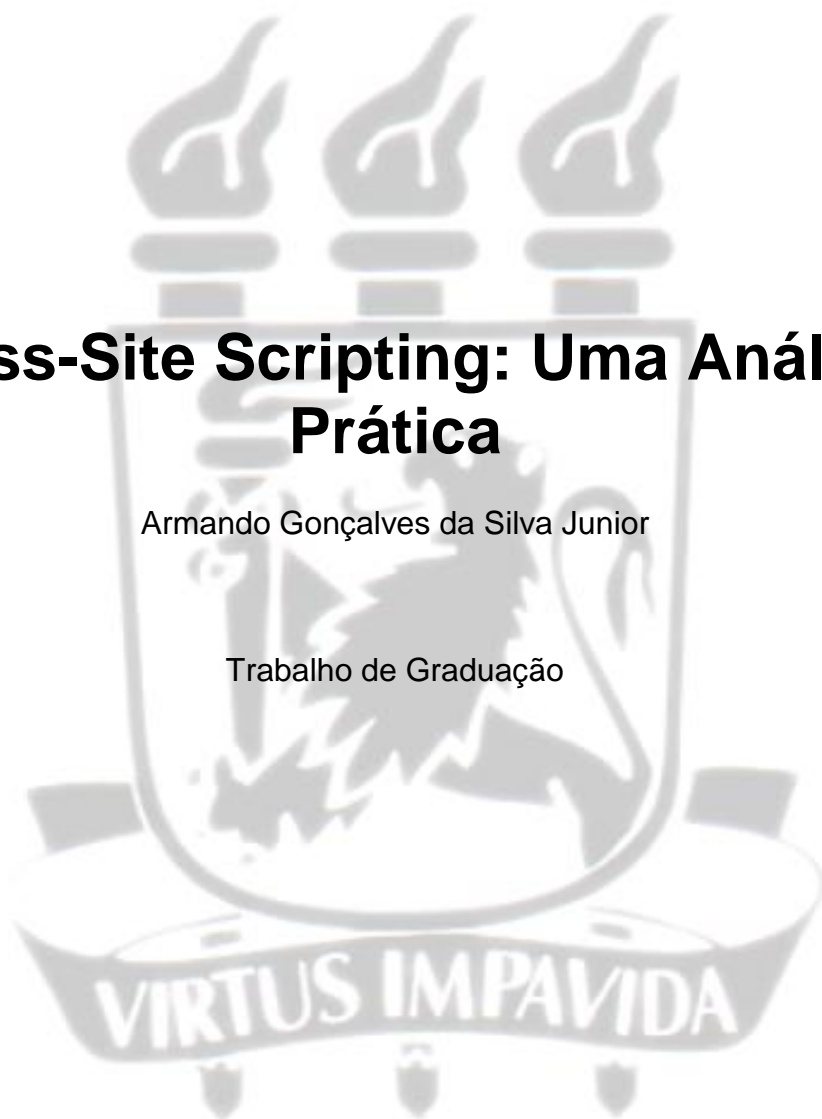 ss-Site Scripting: Uma Anál
Prática
Armando Gonçalves da Silva Junior
Trabalho de Graduação
VIRTUS IMPAVIDA